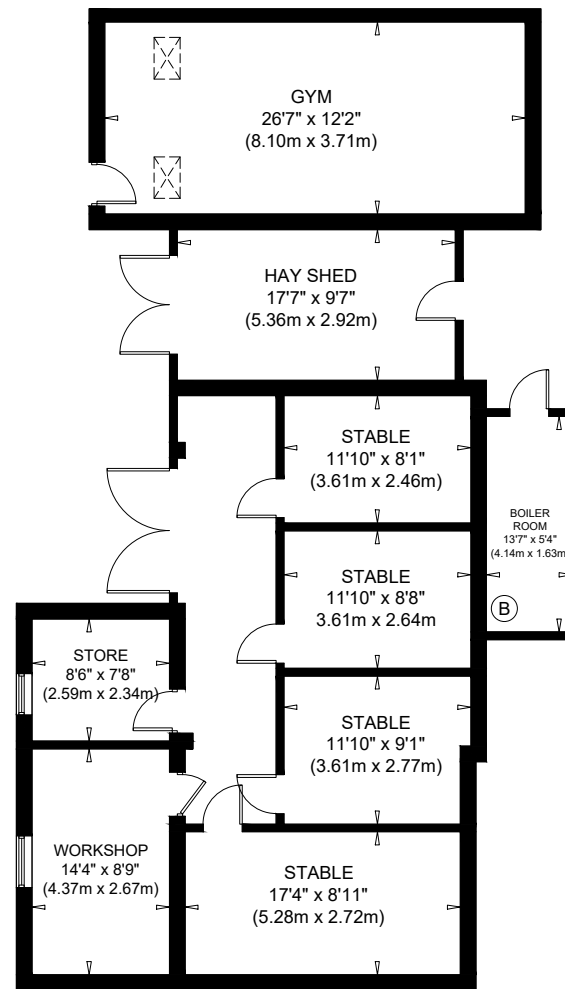 GYM
26'7" x 12'2"
(8.10m x 3.71m)
HAY SHED
17'7" x 9'7"
(5.36m x 2.92m)
STABLE
11'10" x 8'1"
(3.61m x 2.46m)
BOILER
ROOM
13'7" x 5'4"
(4.14m x 1.63m
B
STABLE
11'10" x 8'8"
3.61m x 2.64m
STORE
8'6" x 7'8"
(2.59m x 2.34m)
STABLE
11'10" x 9'1"
(3.61m x 2.77m)
WORKSHOP
14'4" x 8'9"
(4.37m x 2.67m)
STABLE
17'4" x 8'11"
(5.28m x 2.72m)